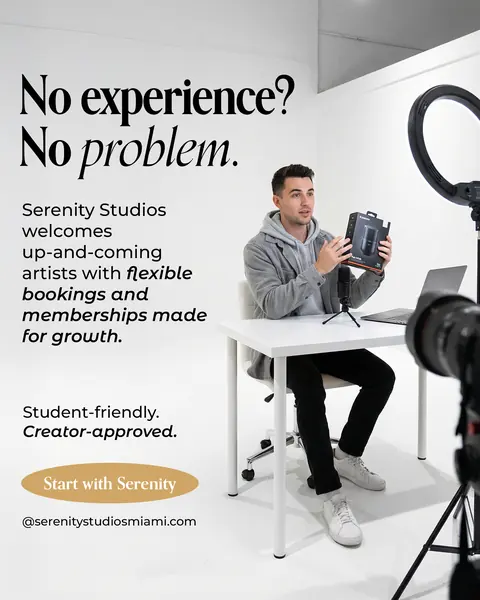 No experience?
No problem.
Serenity Studios
welcomes
up-and-coming
artists with flexible
bookings and
memberships made
for growth.
Student-friendly.
Creator-approved.
Start with Serenity
@serenitystudiosmiami.com